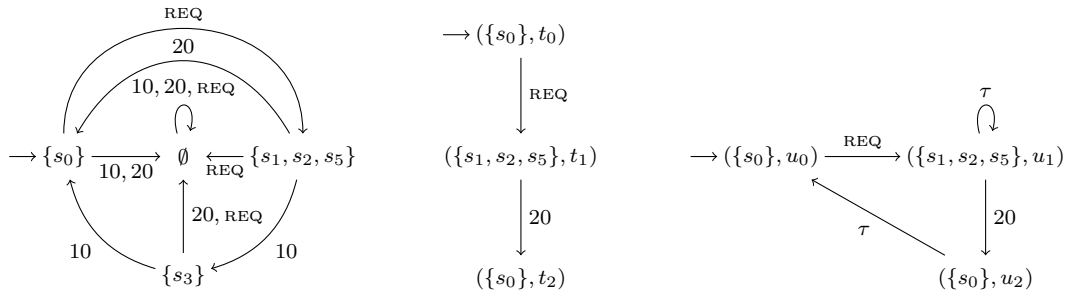 REQ
20
10, 20, REQ
{s₀}
10, 20
∅
REQ
{s₁, s₂, s₅}
20, REQ
10
10
{s₃}
({s₀}, t₀)
REQ
({s₁, s₂, s₅}, t₁)
20
({s₀}, t₂)
τ
({s₀}, u₀)
REQ
({s₁, s₂, s₅}, u₁)
20
τ
({s₀}, u₂)